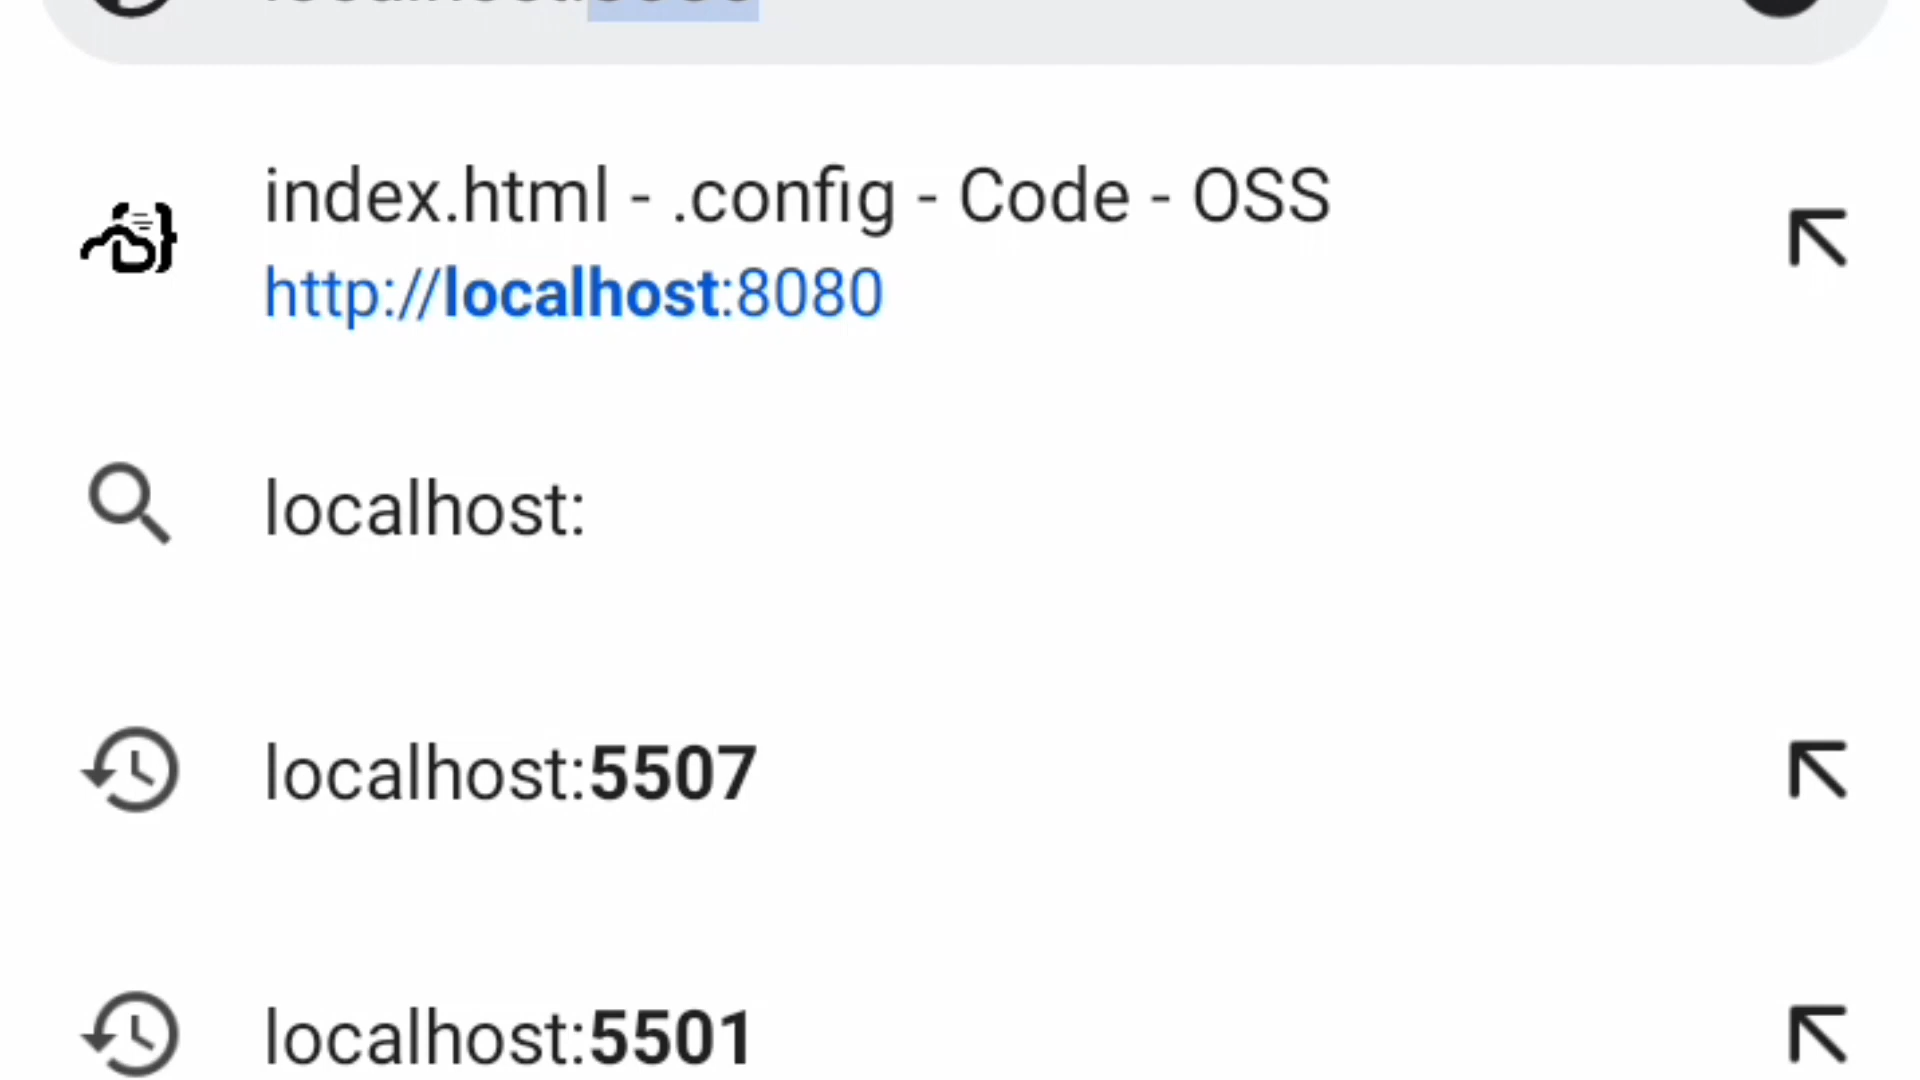 index.html - .config - Code - OSS
http://localhost:8080
localhost:
localhost:5507
localhost:5501